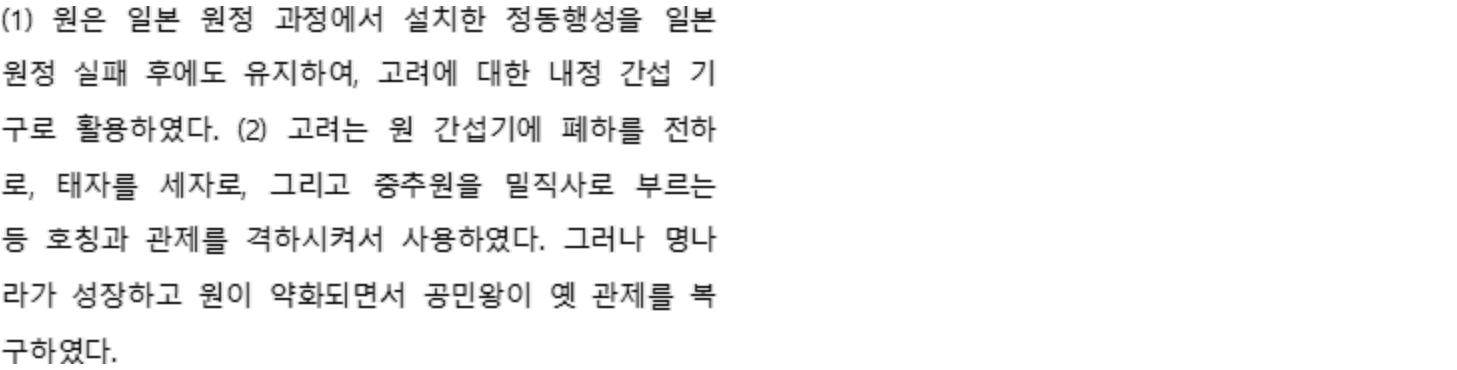 (1) 원은 일본 원정 과정에서 설치한 정동행성을 일본
원정 실패 후에도 유지하여, 고려에 대한 내정 간섭 기
구로 활용하였다. (2) 고려는 원 간섭기에 폐하를 전하
로, 태자를 세자로, 그리고 중추원을 밀직사로 부르는
등 호칭과 관제를 격하시켜서 사용하였다. 그러나 명나
라가 성장하고 원이 약화되면서 공민왕이 옛 관제를 복
구하였다.